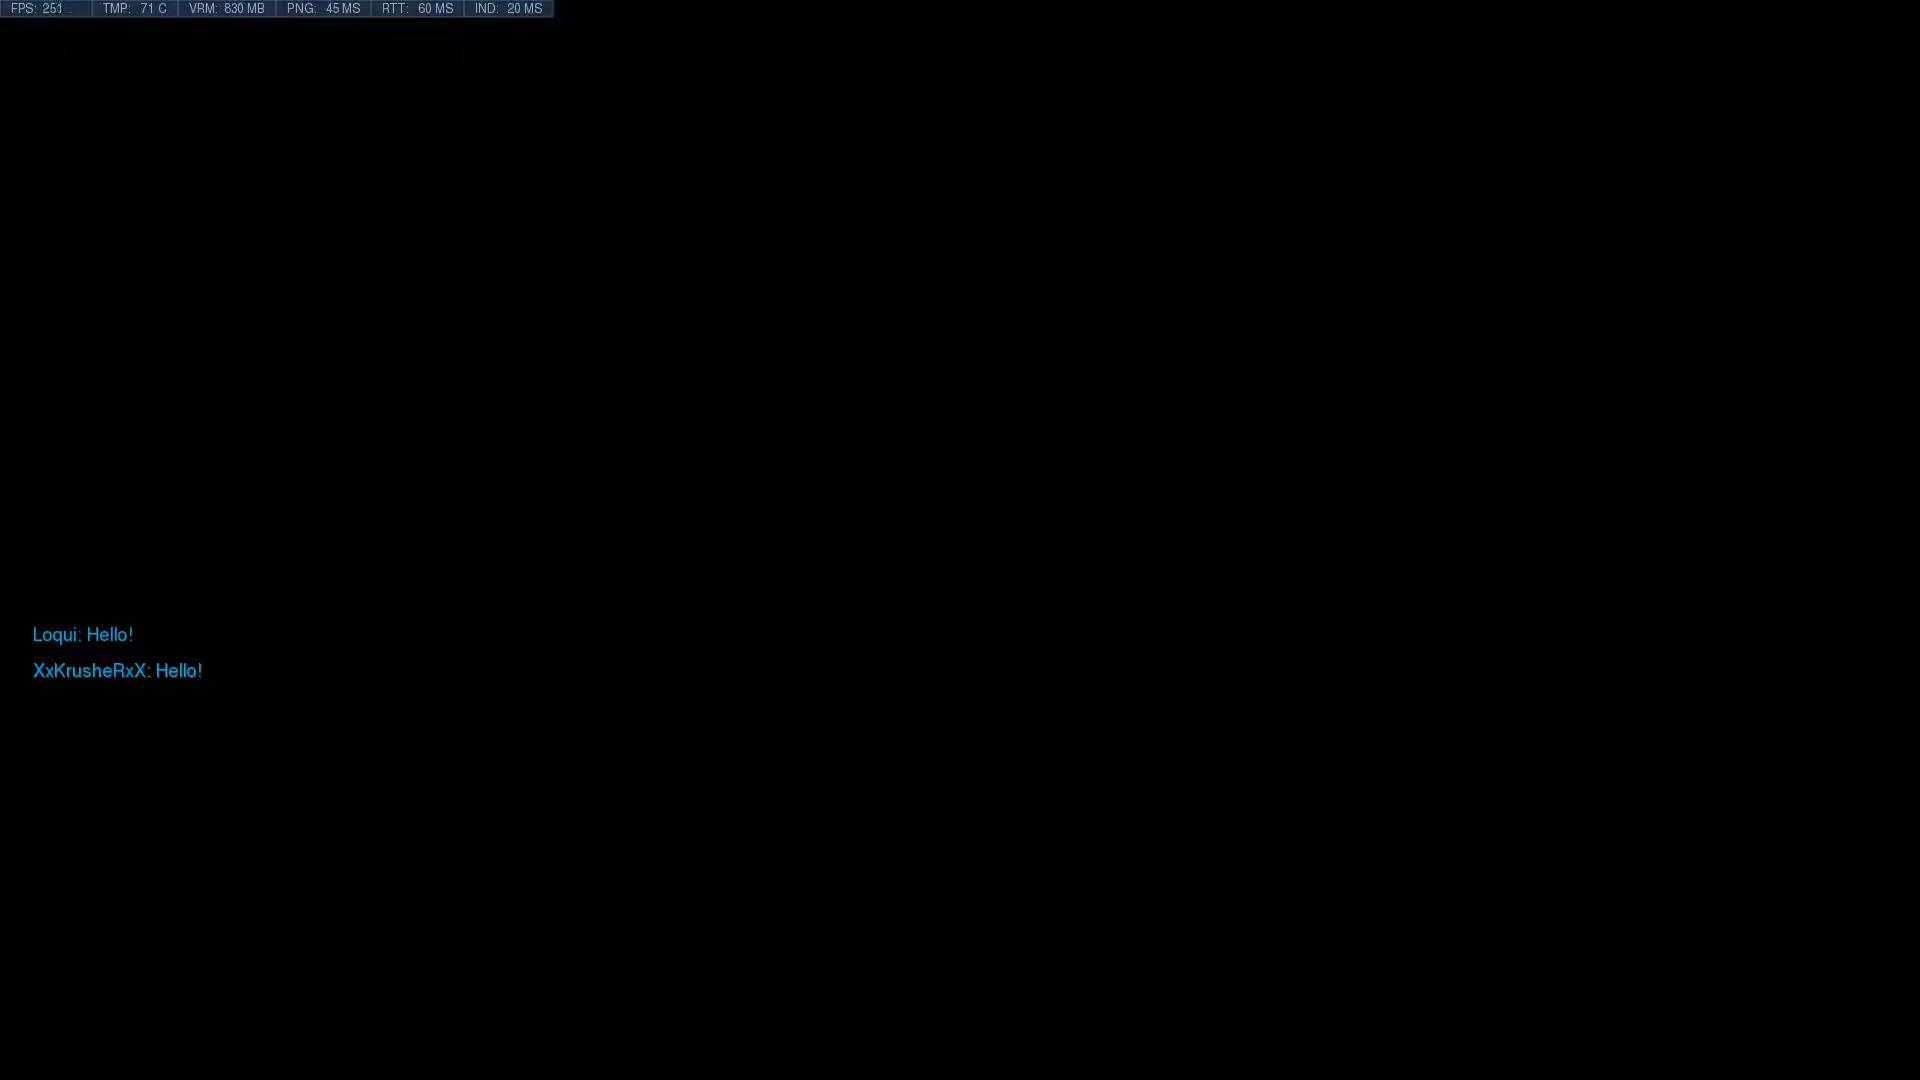 FPS: 251 TMP: 71 C VRM: 830 MB PNG: 45 MS RTT: 60 MS IND: 20 MS
Loqui: Hello!
XxKrusheRxX: Hello!